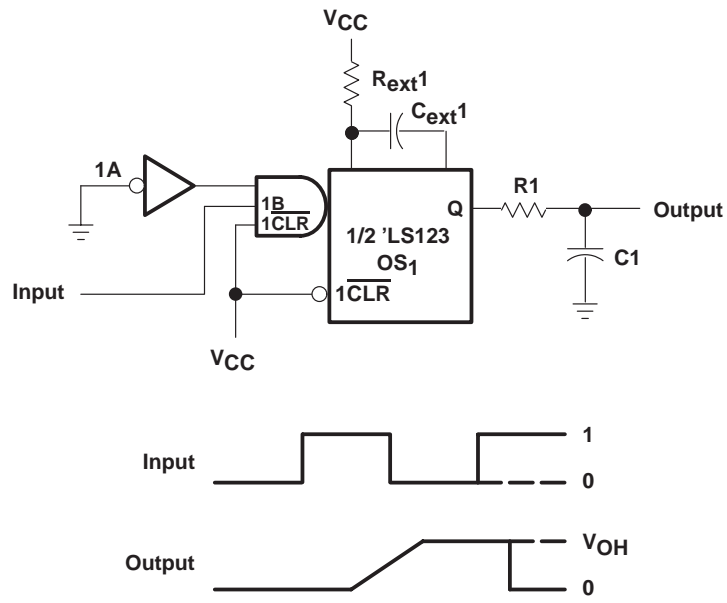 VCC
Rext1
Cext1
1A
1B
1CLR
Q
R1
Output
1/2 'LS123
OS1
C1
Input
1CLR
VCC
Input
1
0
Output
VOH
0